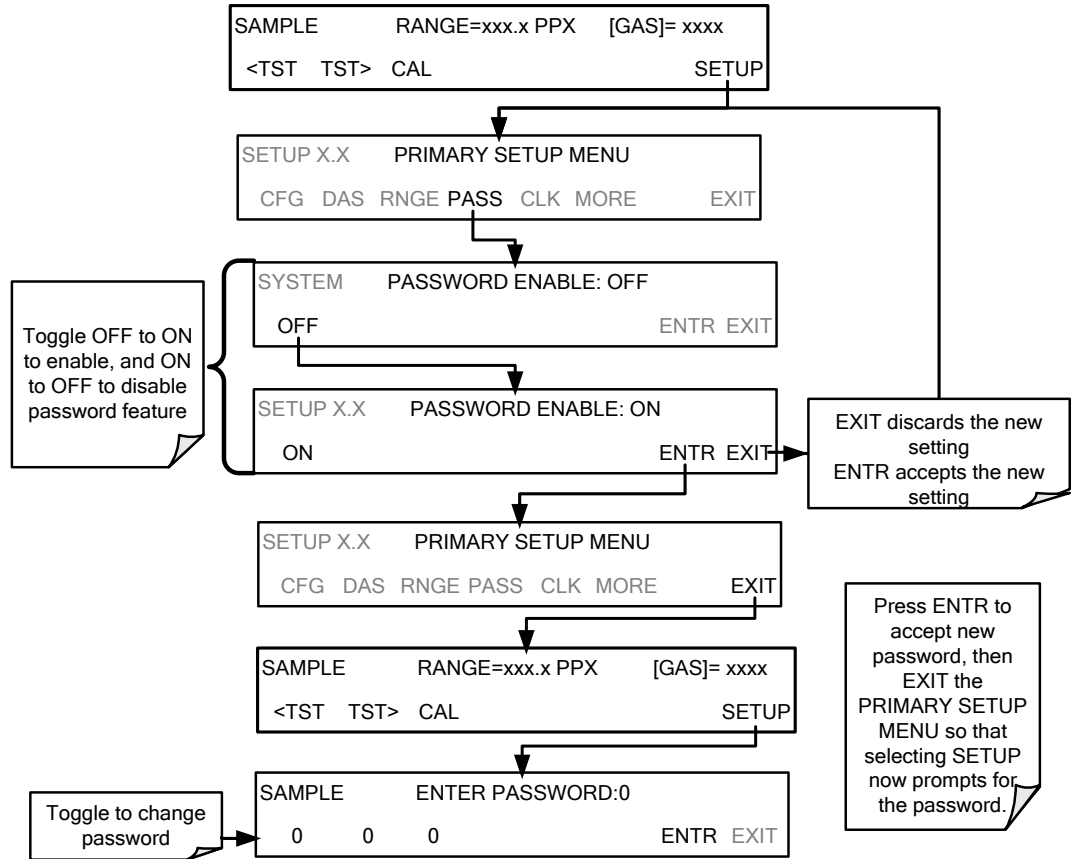 SAMPLE RANGE=xxx.x PPX [GAS]= xxxx
<TST TST> CAL SETUP
SETUP X.X PRIMARY SETUP MENU
CFG DAS RNGE PASS CLK MORE EXIT
SYSTEM PASSWORD ENABLE: OFF
OFF ENTR EXIT
Toggle OFF to ON
to enable, and ON
to OFF to disable
password feature
SETUP X.X PASSWORD ENABLE: ON
ON ENTR EXIT
EXIT discards the new
setting
ENTR accepts the new
setting
SETUP X.X PRIMARY SETUP MENU
CFG DAS RNGE PASS CLK MORE EXIT
Press ENTR to
accept new
password, then
EXIT the
PRIMARY SETUP
MENU so that
selecting SETUP
now prompts for
the password.
SAMPLE RANGE=xxx.x PPX [GAS]= xxxx
<TST TST> CAL SETUP
Toggle to change
password
SAMPLE ENTER PASSWORD:0
0 0 0 ENTR EXIT